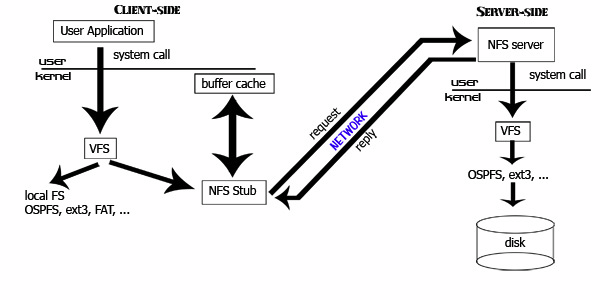 CLIENT-SIDE
User Application
system call
user
kernel
buffer cache
VFS
local FS
OSPFS, ext3, FAT, ...
NFS Stub
request
NETWORK
reply
SERVER-SIDE
NFS server
system call
user
kernel
VFS
OSPFS, ext3, ...
disk